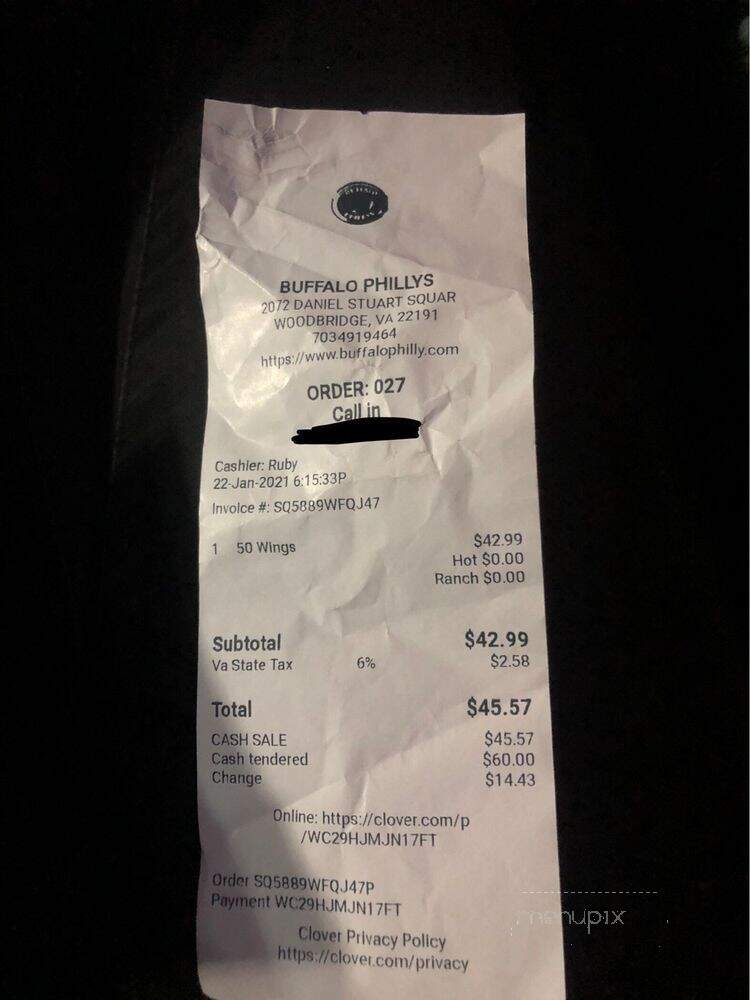 BUFFALO PHILLYS
2072 DANIEL STUART SQUAR
WOODBRIDGE, VA 22191
7034919464
https://www.buffalophilly.com
ORDER: 027
Call in
Cashier: Ruby
22-Jan-2021 6:15:33P
Invoice #: SQ5889WFQJ47
1 50 Wings $42.99
Hot $0.00
Ranch $0.00
Subtotal $42.99
Va State Tax 6% $2.58
Total $45.57
CASH SALE $45.57
Cash tendered $60.00
Change $14.43
Online: https://clover.com/p
/WC29HJMJN17FT
Order SQ5889WFQJ47P
Payment WC29HJMJN17FT
Clover Privacy Policy
https://clover.com/privacy
menupix